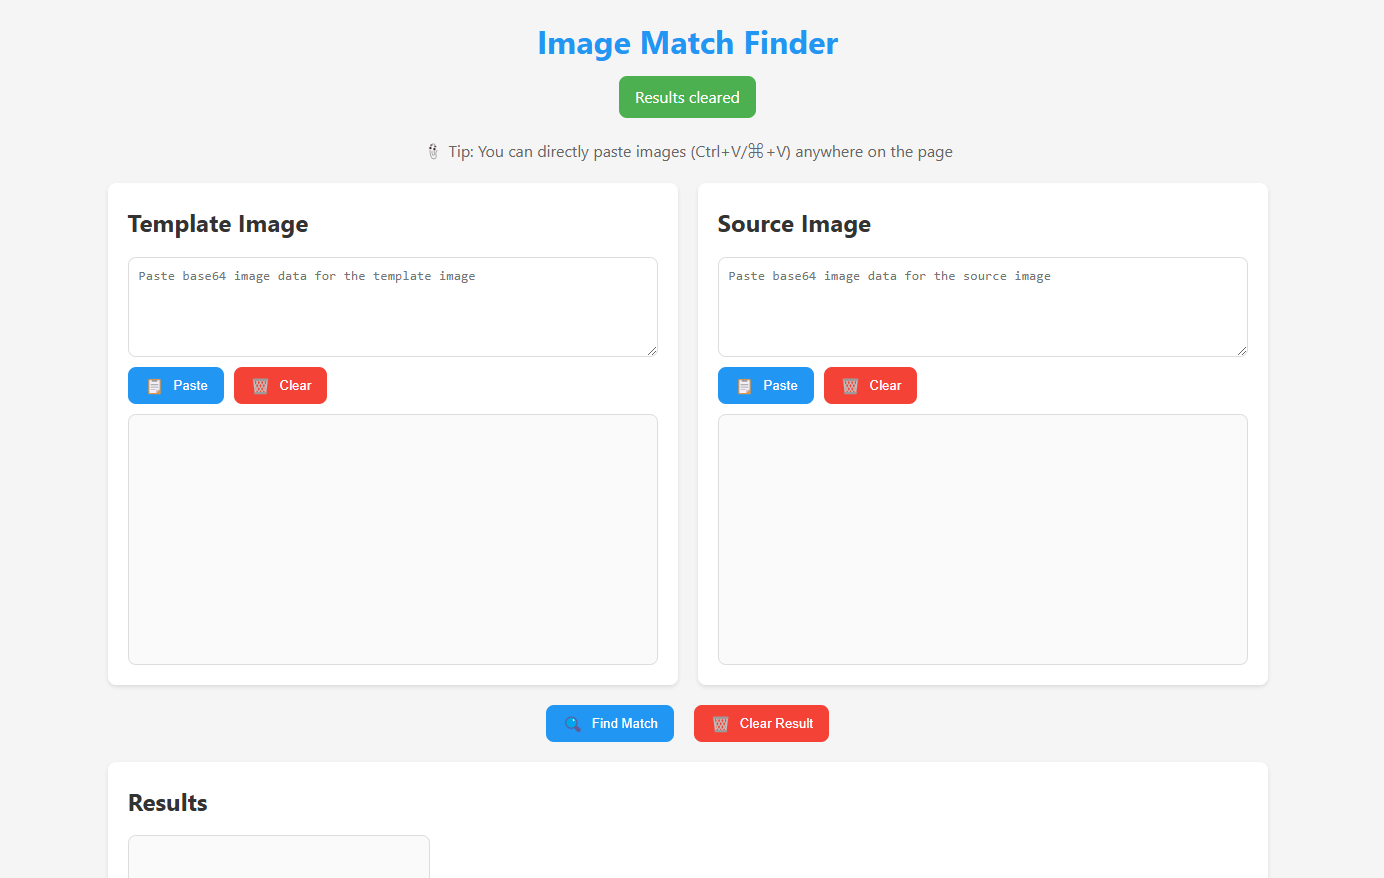 Image Match Finder
Results cleared
Tip: You can directly paste images (Ctrl+V/⌘+V) anywhere on the page
Template Image
Paste base64 image data for the template image
Paste
Clear
Source Image
Paste base64 image data for the source image
Paste
Clear
Find Match
Clear Result
Results